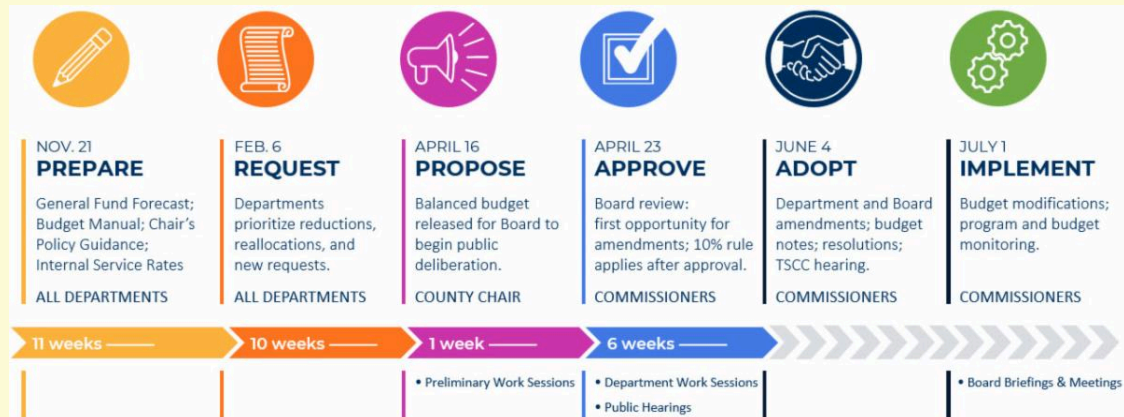 NOV. 21
PREPARE
General Fund Forecast;
Budget Manual; Chair's
Policy Guidance;
Internal Service Rates
ALL DEPARTMENTS
FEB. 6
REQUEST
Departments
prioritize reductions,
reallocations, and
new requests.
ALL DEPARTMENTS
APRIL 16
PROPOSE
Balanced budget
released for Board to
begin public
deliberation.
COUNTY CHAIR
APRIL 23
APPROVE
Board review:
first opportunity for
amendments; 10% rule
applies after approval.
COMMISSIONERS
JUNE 4
ADOPT
Department and Board
amendments; budget
notes; resolutions;
TSCC hearing.
COMMISSIONERS
JULY 1
IMPLEMENT
Budget modifications;
program and budget
monitoring.
COMMISSIONERS
11 weeks
10 weeks
1 week
6 weeks
• Preliminary Work Sessions
• Department Work Sessions
• Public Hearings
• Board Briefings & Meetings